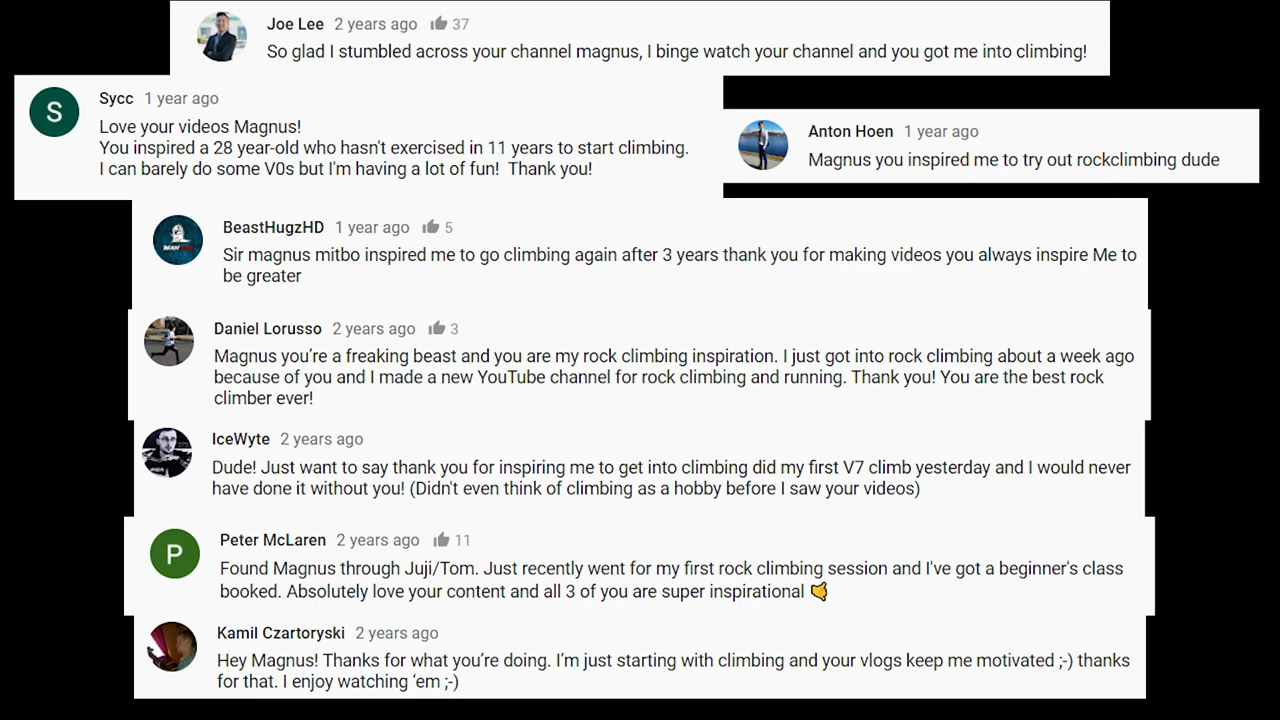 Joe Lee 2 years ago 37
So glad I stumbled across your channel magnus, I binge watch your channel and you got me into climbing!
S
Sycc 1 year ago
Love your videos Magnus!
You inspired a 28 year-old who hasn't exercised in 11 years to start climbing.
I can barely do some V0s but I'm having a lot of fun! Thank you!
Anton Hoen 1 year ago
Magnus you inspired me to try out rockclimbing dude
BeastHugzHD 1 year ago 5
Sir magnus mitbo inspired me to go climbing again after 3 years thank you for making videos you always inspire Me to
be greater
Daniel Lorusso 2 years ago 3
Magnus you’re a freaking beast and you are my rock climbing inspiration. I just got into rock climbing about a week ago
because of you and I made a new YouTube channel for rock climbing and running. Thank you! You are the best rock
climber ever!
IceWyte 2 years ago
Dude! Just want to say thank you for inspiring me to get into climbing did my first V7 climb yesterday and I would never
have done it without you! (Didn't even think of climbing as a hobby before I saw your videos)
P
Peter McLaren 2 years ago 11
Found Magnus through Juji/Tom. Just recently went for my first rock climbing session and I've got a beginner's class
booked. Absolutely love your content and all 3 of you are super inspirational 🤙
Kamil Czartoryski 2 years ago
Hey Magnus! Thanks for what you’re doing. I’m just starting with climbing and your vlogs keep me motivated ;-) thanks
for that. I enjoy watching ‘em ;-)